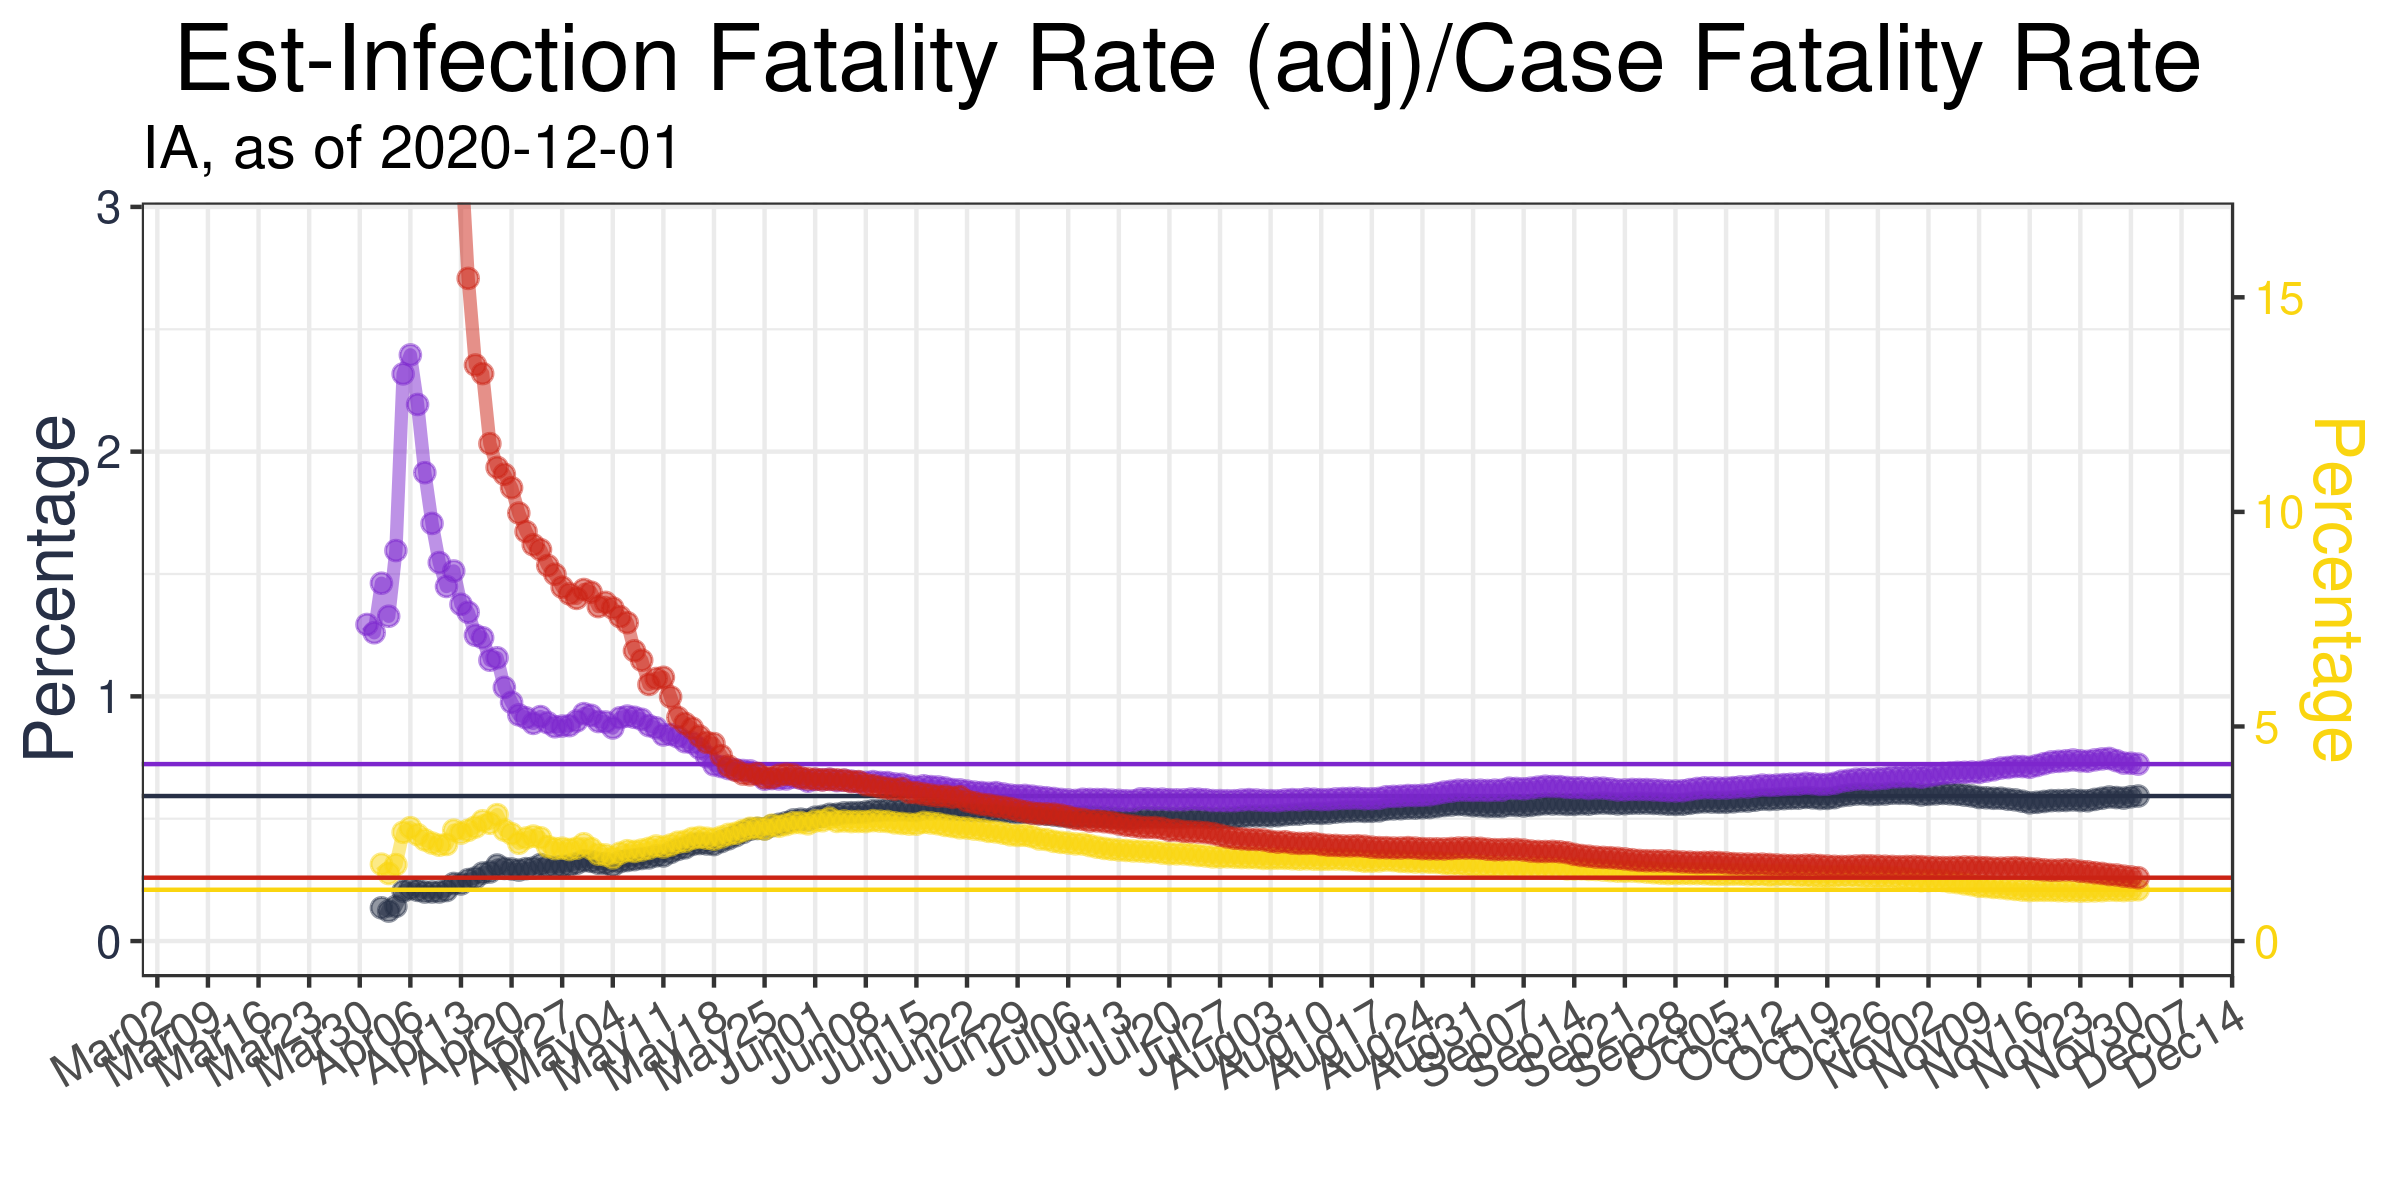 Est-Infection Fatality Rate (adj)/Case Fatality Rate
IA, as of 2020-12-01
Percentage
3
2
1
0
15
10
5
0
Percentage
Mar02
Mar09
Mar16
Mar23
Mar30
Apr06
Apr13
Apr20
Apr27
May04
May11
May18
May25
Jun01
Jun08
Jun15
Jun22
Jun29
Jul06
Jul13
Jul20
Jul27
Aug03
Aug10
Aug17
Aug24
Aug31
Sep07
Sep14
Sep21
Sep28
Oct05
Oct12
Oct19
Oct26
Nov02
Nov09
Nov16
Nov23
Nov30
Dec07
Dec14